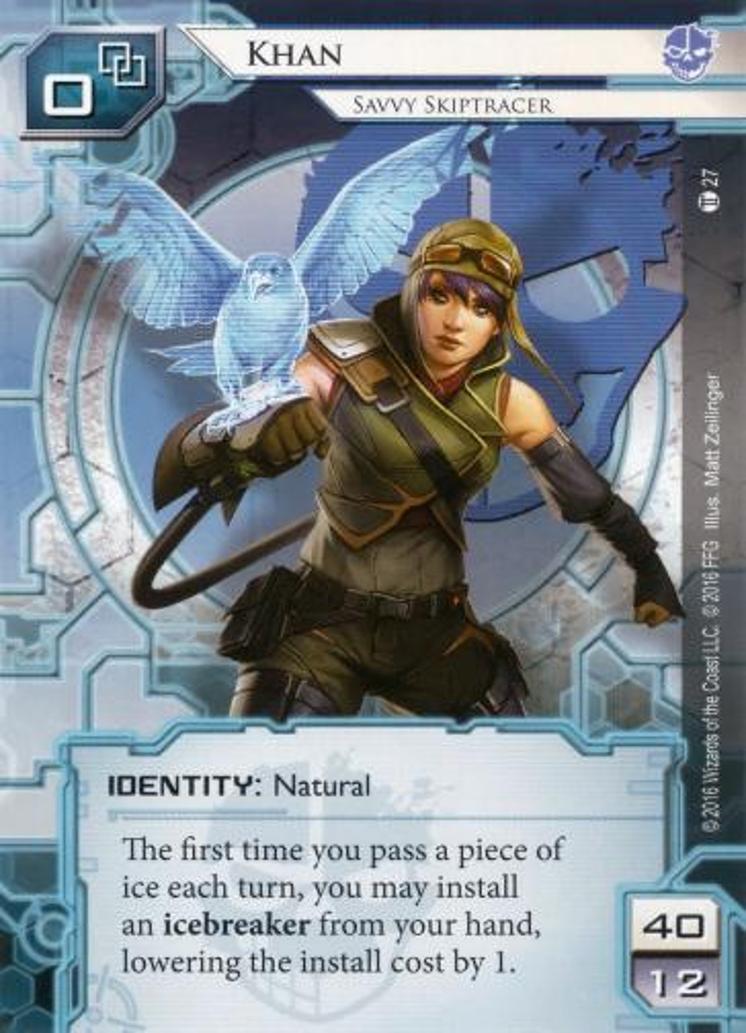 0
KHAN
SAVVY SKIPTRACER
27
Illus. Matt Zeilinger
© 2016 Wizards of the Coast LLC. © 2016 FFG
IDENTITY: Natural
The first time you pass a piece of
ice each turn, you may install
an icebreaker from your hand,
lowering the install cost by 1.
40
12